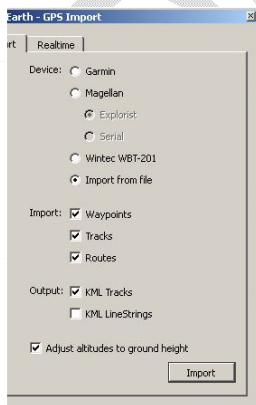 Earth - GPS Import
ort Realtime
Device: Garmin
Magellan
Explorist
Serial
Wintec WBT-201
Import from file
Import: Waypoints
Tracks
Routes
Output: KML Tracks
KML LineStrings
Adjust altitudes to ground height
Import